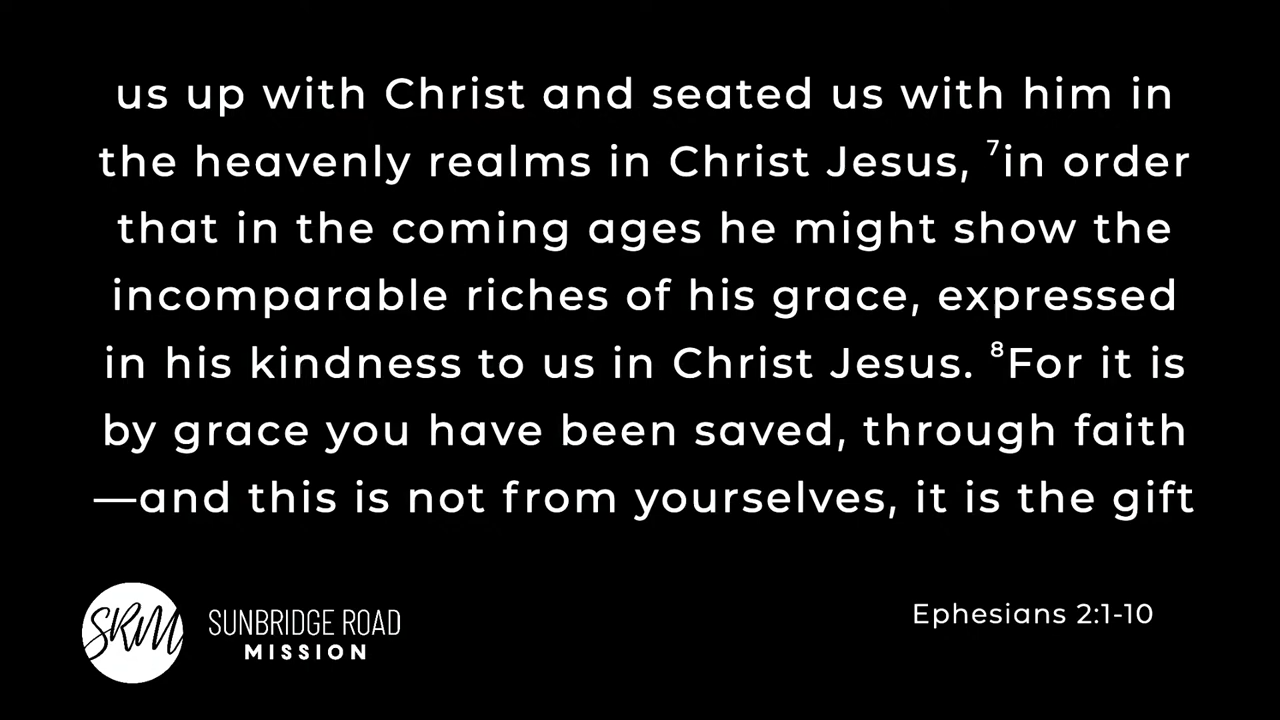 us up with Christ and seated us with him in
the heavenly realms in Christ Jesus, ⁷in order
that in the coming ages he might show the
incomparable riches of his grace, expressed
in his kindness to us in Christ Jesus. ⁸For it is
by grace you have been saved, through faith
—and this is not from yourselves, it is the gift
SRM
SUNBRIDGE ROAD
MISSION
Ephesians 2:1-10